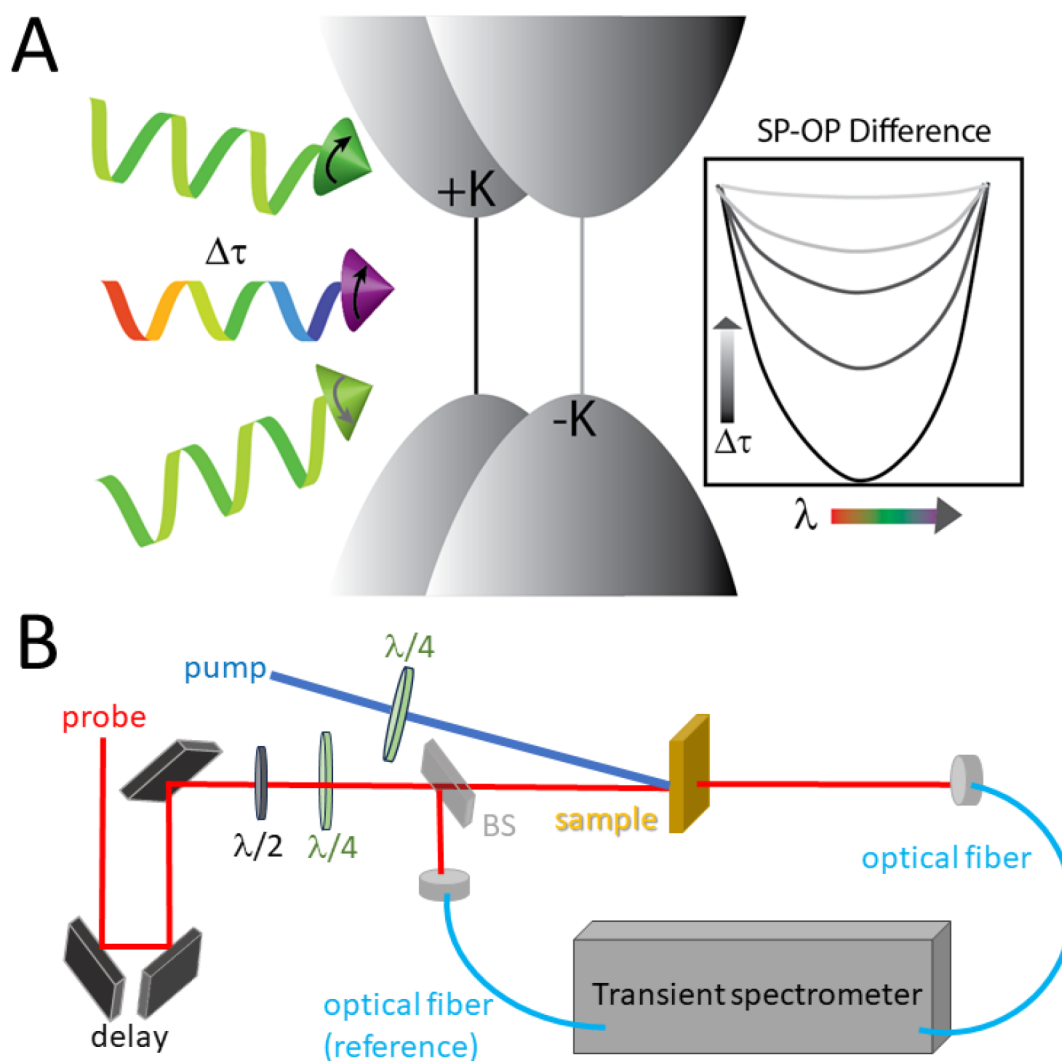 A
+K
Δτ
-K
SP-OP Difference
Δτ
λ
B
λ/4
pump
probe
λ/2
λ/4
BS
sample
optical fiber
delay
optical fiber
(reference)
Transient spectrometer